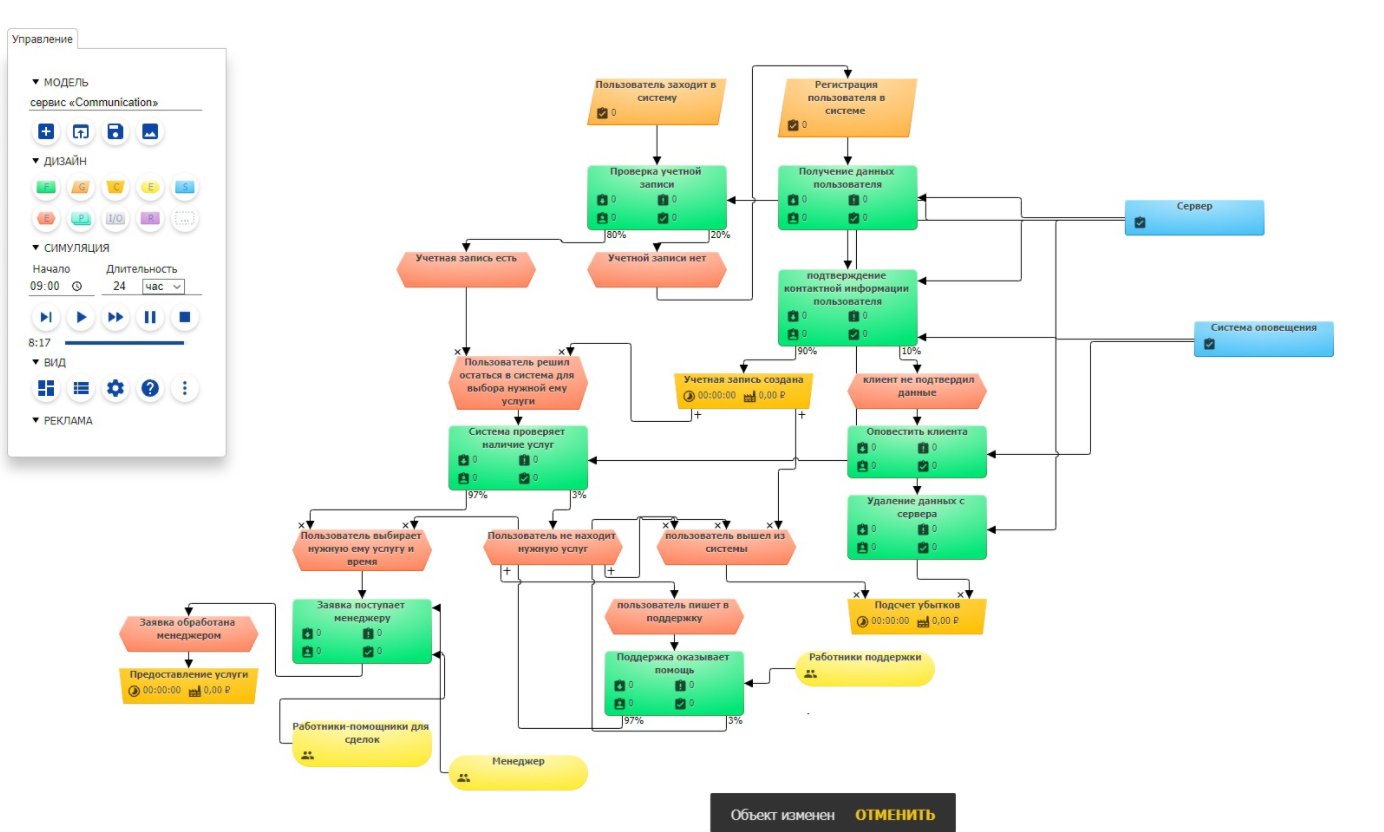 Управление
МОДЕЛЬ
сервис «Communication»
ДИЗАЙН
F
G
C
E
S
E
P
I/O
R
...
СИМУЛЯЦИЯ
Начало
Длительность
09:00
24
час
8:17
ВИД
РЕКЛАМА
Пользователь заходит в
систему
0
Регистрация
пользователя в
системе
0
Проверка учетной
записи
0 0
0 0
80%
20%
Получение данных
пользователя
0 0
0 0
Сервер
Учетная запись есть
Учетной записи нет
подтверждение
контактной информации
пользователя
0 0
0 0
90%
10%
Система оповещения
Пользователь решил
остаться в система для
выбора нужной ему
услуги
Учетная запись создана
00:00:00 0,00 ₽
+
+
клиент не подтвердил
данные
Система проверяет
наличие услуг
0 0
0 0
97%
3%
Оповестить клиента
0 0
0 0
Удаление данных с
сервера
0 0
0 0
Пользователь выбирает
нужную ему услугу и
время
Пользователь не находит
нужную услуг
+
+
пользователь вышел из
системы
Заявка поступает
менеджеру
0 0
0 0
пользователь пишет в
поддержку
Подсчет убытков
00:00:00 0,00 ₽
Заявка обработана
менеджером
Предоставление услуги
00:00:00 0,00 ₽
Поддержка оказывает
помощь
0 0
0 0
97%
3%
Работники поддержки
Работники-помощники для
сделок
Менеджер
Объект изменен ОТМЕНИТЬ